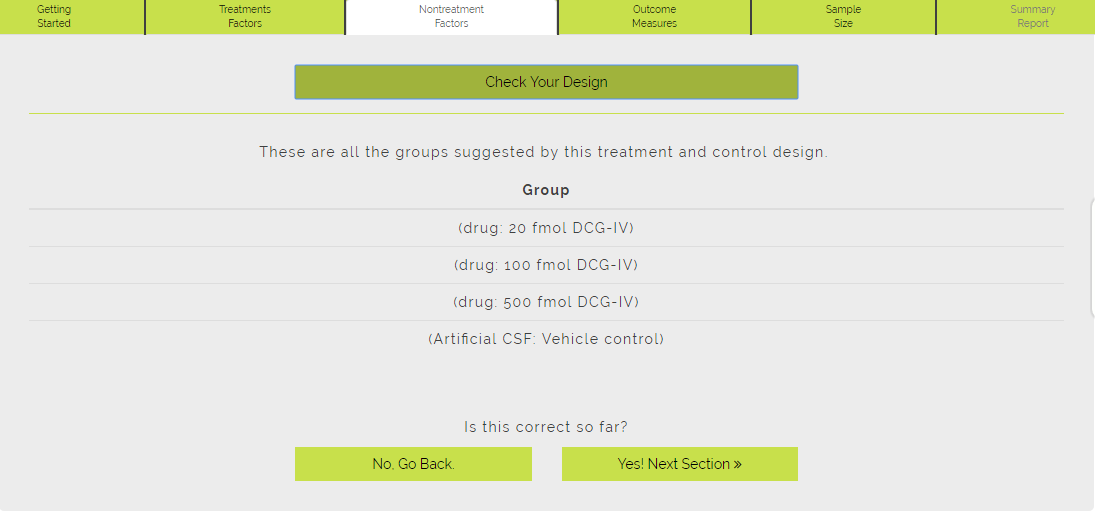 Getting
Started
Treatments
Factors
Nontreatment
Factors
Outcome
Measures
Sample
Size
Summary
Report
Check Your Design
These are all the groups suggested by this treatment and control design.
Group
(drug: 20 fmol DCG-IV)
(drug: 100 fmol DCG-IV)
(drug: 500 fmol DCG-IV)
(Artificial CSF: Vehicle control)
Is this correct so far?
No, Go Back.
Yes! Next Section »